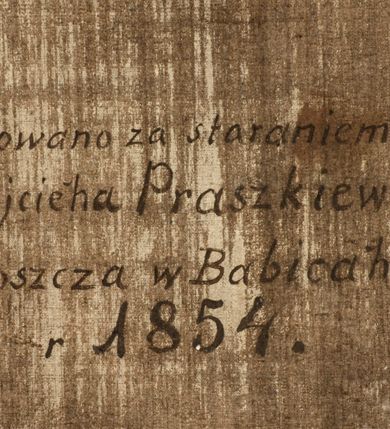 owano za staraniem
jcieha Praszkiew
oszcza w Babicah
r 1854.